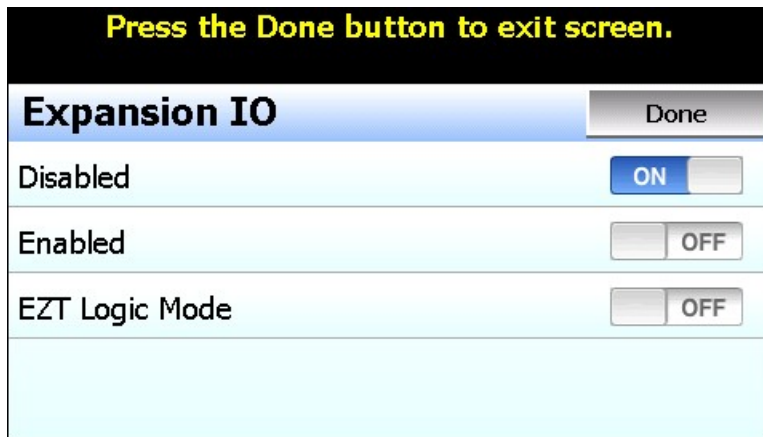 Press the Done button to exit screen.
Expansion IO
Done
Disabled
ON
Enabled
OFF
EZT Logic Mode
OFF